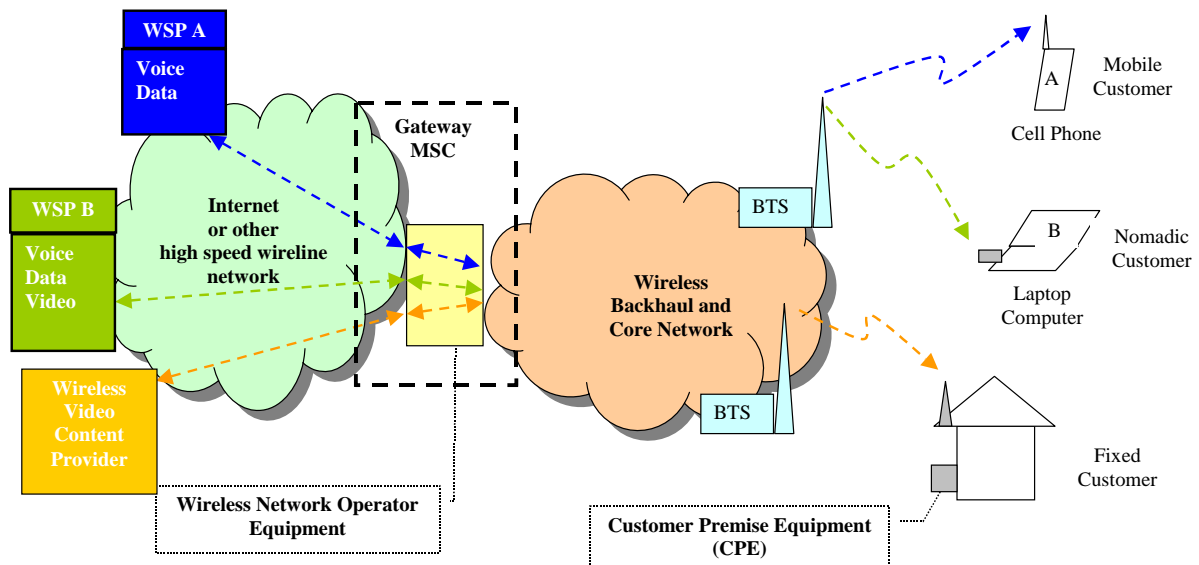 WSP A
Voice
Data
WSP B
Voice
Data
Video
Wireless
Video
Content
Provider
Internet
or other
high speed wireline
network
Gateway
MSC
Wireless
Backhaul and
Core Network
BTS
BTS
A
Mobile
Customer
Cell Phone
B
Nomadic
Customer
Laptop
Computer
Fixed
Customer
Wireless Network Operator
Equipment
Customer Premise Equipment
(CPE)